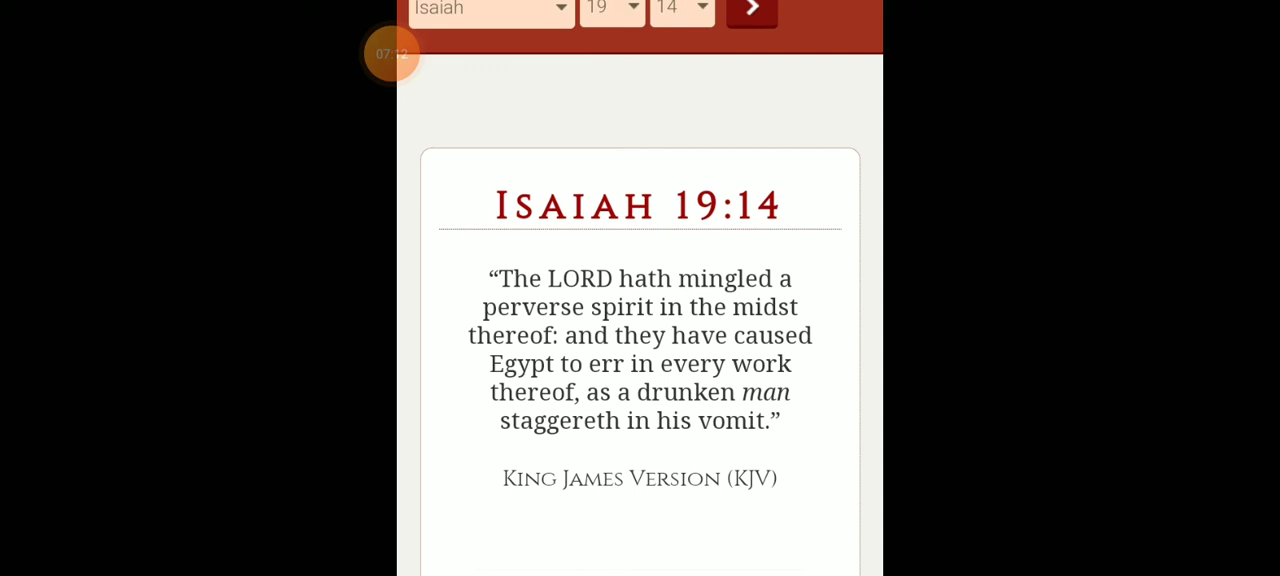 Isaiah 19 14
07:12
Isaiah 19:14
“The LORD hath mingled a
perverse spirit in the midst
thereof: and they have caused
Egypt to err in every work
thereof, as a drunken man
staggereth in his vomit.”
King James Version (KJV)